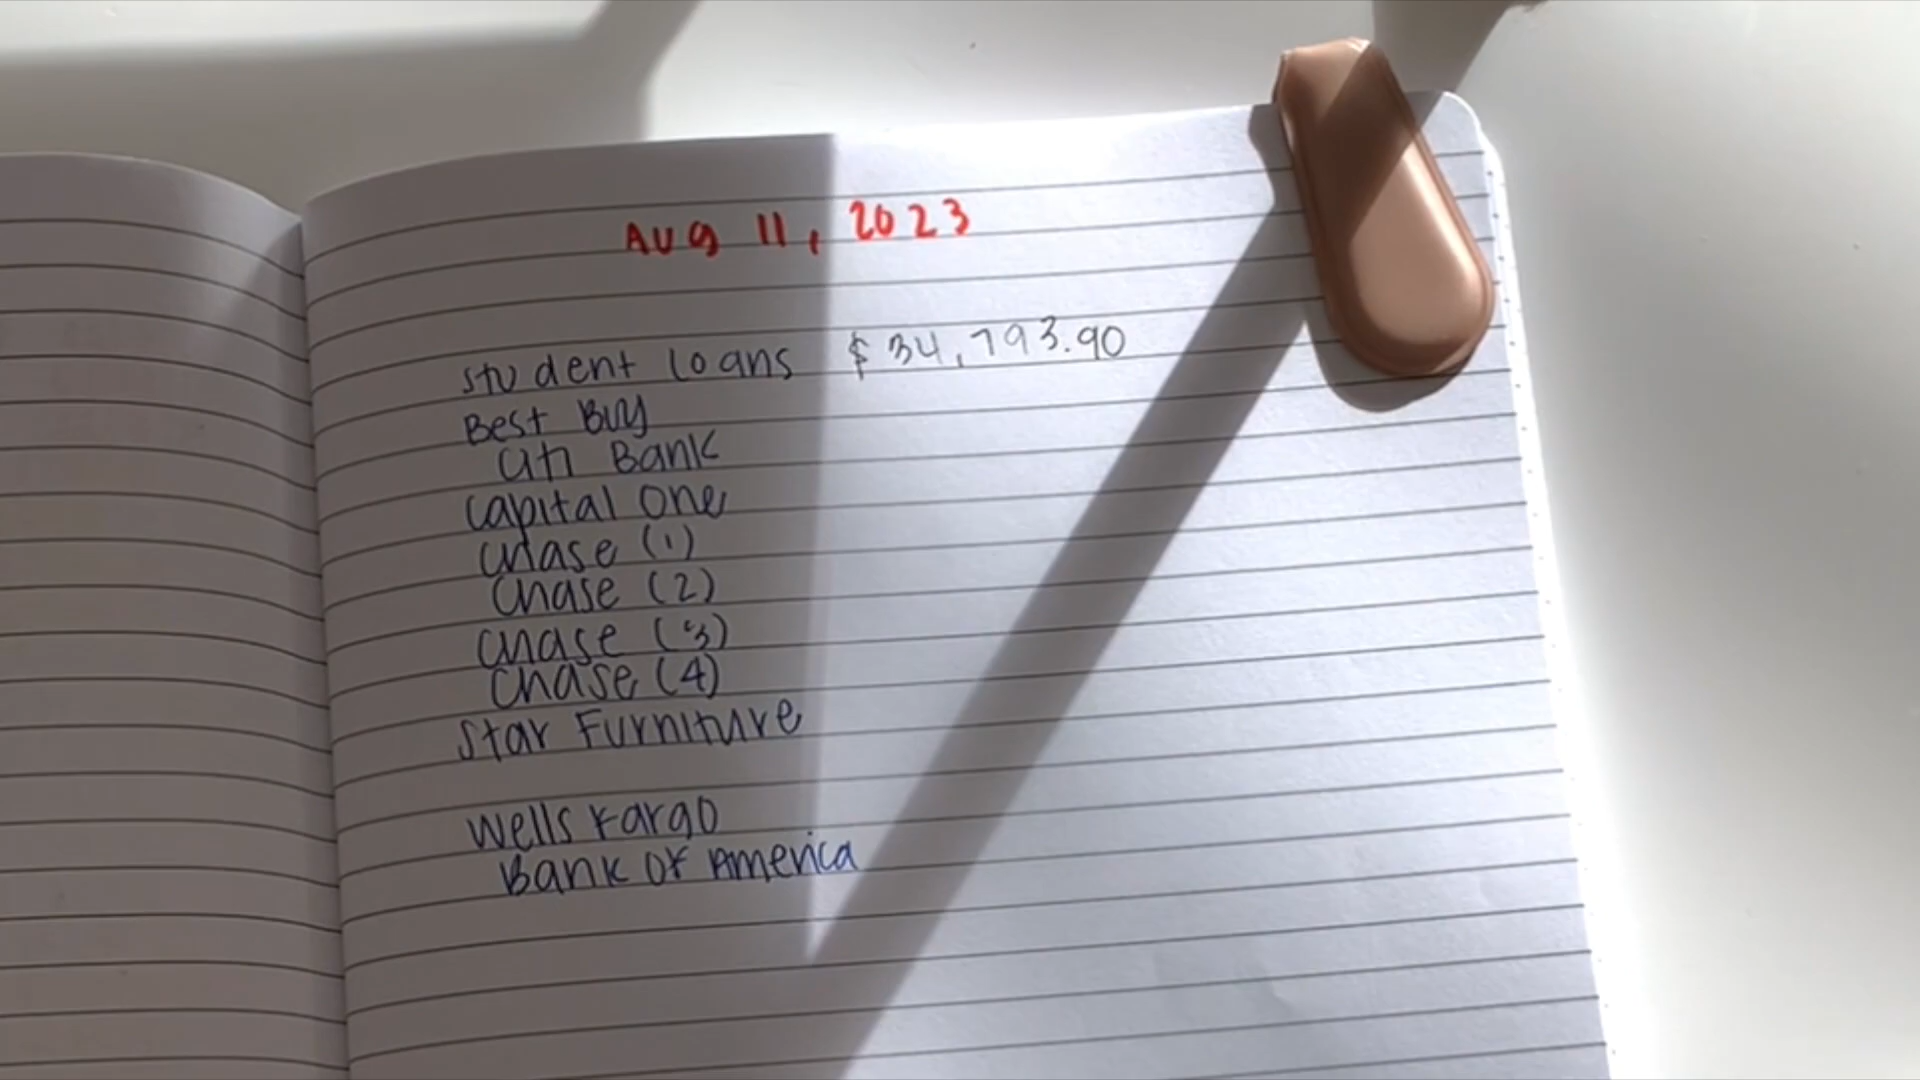 Aug 11, 2023
student loans $34,793.90
Best Buy
Citi Bank
Capital One
Chase (1)
Chase (2)
Chase (3)
Chase (4)
Star Furniture
Wells Fargo
Bank of America